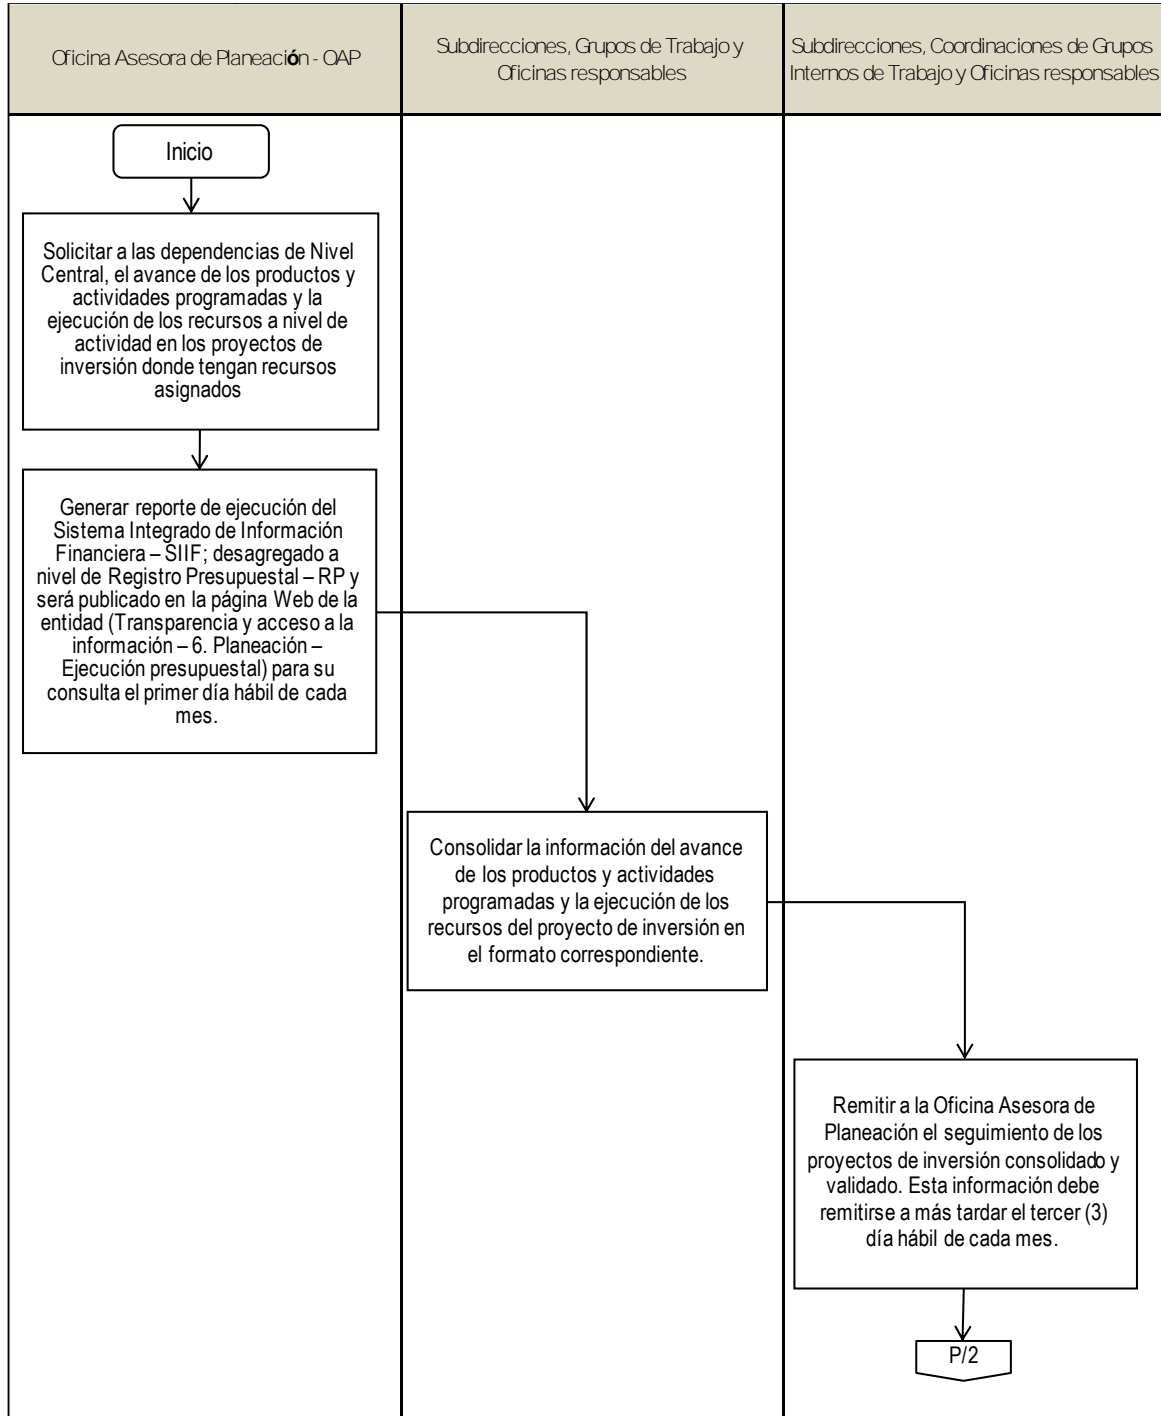 Oficina Asesora de Planeación - OAP
Subdirecciones, Grupos de Trabajo y
Oficinas responsables
Subdirecciones, Coordinaciones de Grupos
Internos de Trabajo y Oficinas responsables
Inicio
Solicitar a las dependencias de Nivel
Central, el avance de los productos y
actividades programadas y la
ejecución de los recursos a nivel de
actividad en los proyectos de
inversión donde tengan recursos
asignados
Generar reporte de ejecución del
Sistema Integrado de Información
Financiera – SIIF; desagregado a
nivel de Registro Presupuestal – RP y
será publicado en la página Web de la
entidad (Transparencia y acceso a la
información – 6. Planeación –
Ejecución presupuestal) para su
consulta el primer día hábil de cada
mes.
Consolidar la información del avance
de los productos y actividades
programadas y la ejecución de los
recursos del proyecto de inversión en
el formato correspondiente.
Remitir a la Oficina Asesora de
Planeación el seguimiento de los
proyectos de inversión consolidado y
validado. Esta información debe
remitirse a más tardar el tercer (3)
día hábil de cada mes.
P/2